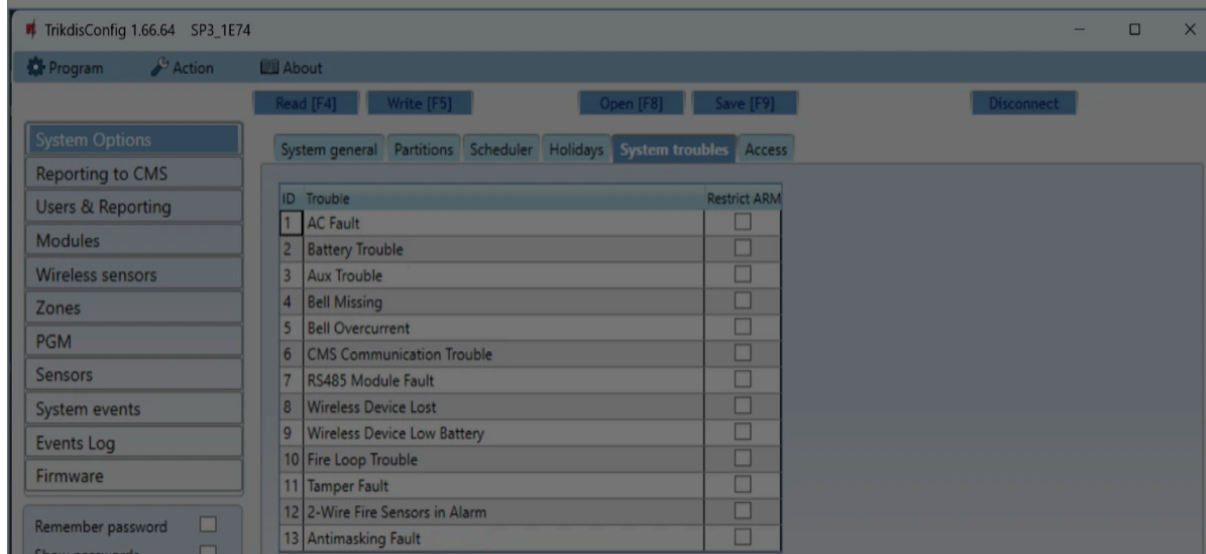 TrikdisConfig 1.66.64 SP3_1E74
Program Action About
Read [F4] Write [F5] Open [F8] Save [F9] Disconnect
System Options
Reporting to CMS
Users & Reporting
Modules
Wireless sensors
Zones
PGM
Sensors
System events
Events Log
Firmware
Remember password
Show passwords
System general Partitions Scheduler Holidays System troubles Access
ID Trouble Restrict ARM
1 AC Fault
2 Battery Trouble
3 Aux Trouble
4 Bell Missing
5 Bell Overcurrent
6 CMS Communication Trouble
7 RS485 Module Fault
8 Wireless Device Lost
9 Wireless Device Low Battery
10 Fire Loop Trouble
11 Tamper Fault
12 2-Wire Fire Sensors in Alarm
13 Antimasking Fault